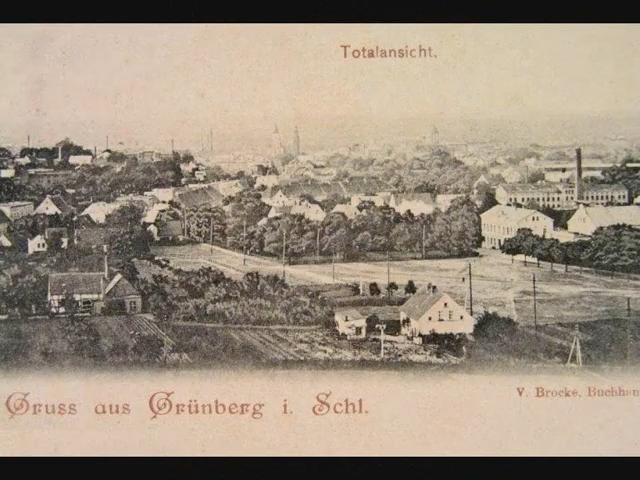 Totalansicht.
Gruss aus Grünberg i. Schl.
V. Brocke, Buchhan